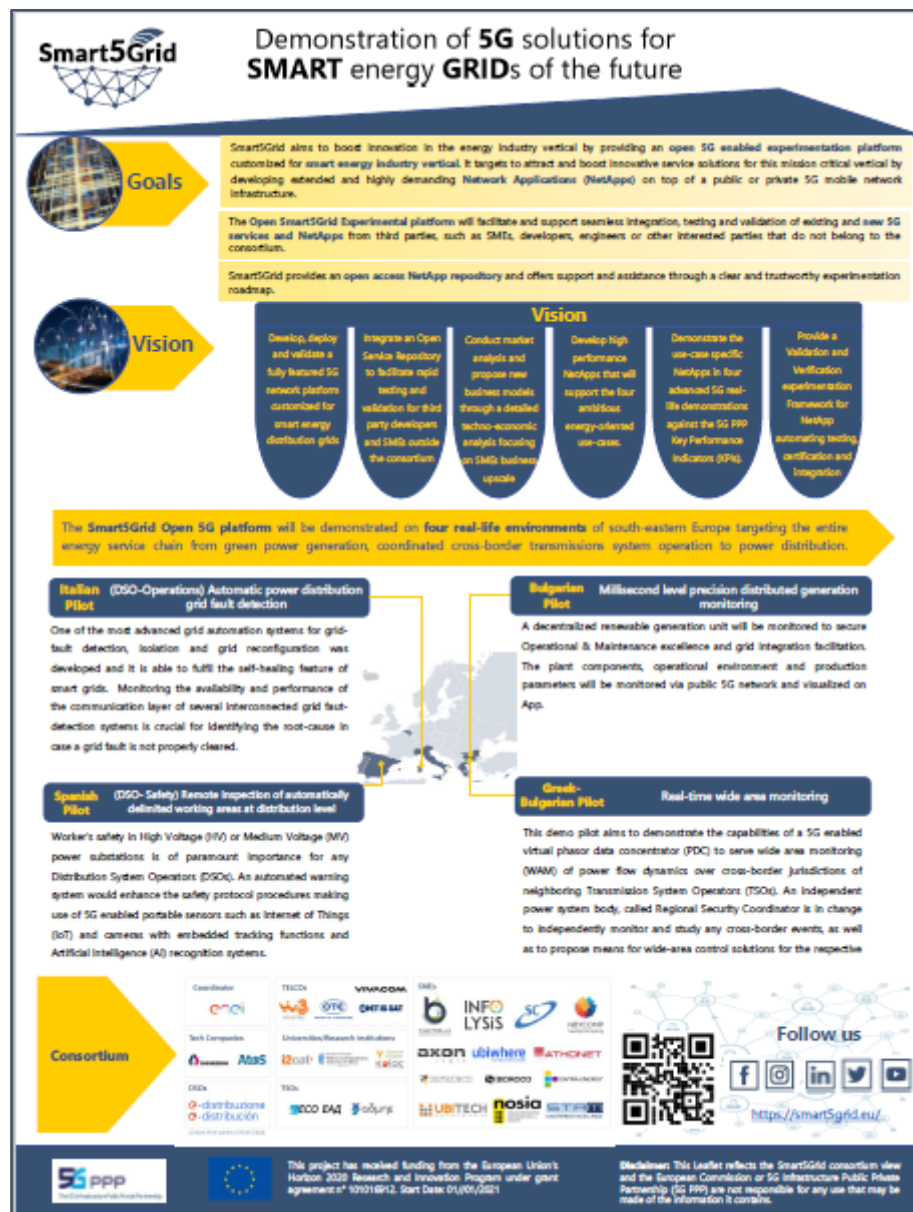 Smart5Grid
Demonstration of 5G solutions for
SMART energy GRIDs of the future
Goals
Smart5Grid aims to boost innovation in the energy industry vertical by providing an open 5G enabled experimentation platform
customized for smart energy industry vertical. It targets to attract and boost innovative service solutions for this mission critical vertical by
developing extended and highly demanding Network Applications (NetApps) on top of a public or private 5G mobile network
infrastructure.
The Open Smart5Grid Experimental platform will facilitate and support seamless integration, testing and validation of existing and new 5G
services and NetApps from third parties, such as SMEs, developers, engineers or other interested parties that do not belong to the
consortium.
Smart5Grid provides an open access NetApp repository and offers support and assistance through a clear and trustworthy experimentation
roadmap.
Vision
Vision
Develop, deploy
and validate a
fully featured 5G
network platform
customized for
smart energy
distribution grids
Integrate an Open
Service Repository
to facilitate rapid
testing and
validation for third
party developers
and SMEs outside
the consortium
Conduct market
analysis and
propose new
business models
through a detailed
techno-economic
analysis focusing
on SMEs business
upscale
Develop high
performance
NetApps that will
support the four
ambitious
energy-oriented
use-cases.
Demonstrate the
use-case specific
NetApps in four
advanced 5G real-
life demonstrations
against the 5G PPP
Key Performance
Indicators (KPIs).
Provide a
Validation and
Verification
experimentation
Framework for
NetApp
automating testing,
certification and
integration
The Smart5Grid Open 5G platform will be demonstrated on four real-life environments of south-eastern Europe targeting the entire
energy service chain from green power generation, coordinated cross-border transmissions system operation to power distribution.
Italian
Pilot
(DSO-Operations) Automatic power distribution
grid fault detection
One of the most advanced grid automation systems for grid-
fault detection, isolation and grid reconfiguration was
developed and it is able to fulfil the self-healing feature of
smart grids. Monitoring the availability and performance of
the communication layer of several interconnected grid faut-
detection systems is crucial for identifying the root-cause in
case a grid fault is not properly cleared.
Bulgarian
Pilot
Millisecond level precision distributed generation
monitoring
A decentralized renewable generation unit will be monitored to secure
Operational & Maintenance excellence and grid integration facilitation.
The plant components, operational environment and production
parameters will be monitored via public 5G network and visualized on
App.
Spanish
Pilot
(DSO- Safety) Remote inspection of automatically
delimited working areas at distribution level
Worker's safety in High Voltage (HV) or Medium Voltage (MV)
power substations is of paramount importance for any
Distribution System Operators (DSOs). An automated warning
system would enhance the safety protocol procedures making
use of 5G enabled portable sensors such as Internet of Things
(IoT) and cameras with embedded tracking functions and
Artificial Intelligence (AI) recognition systems.
Greek-
Bulgarian Pilot
Real-time wide area monitoring
This demo pilot aims to demonstrate the capabilities of a 5G enabled
virtual phasor data concentrator (PDC) to serve wide area monitoring
(WAM) of power flow dynamics over cross-border jurisdictions of
neighboring Transmission System Operators (TSOs). An independent
power system body, called Regional Security Coordinator is in change
to independently monitor and study any cross-border events, as well
as to propose means for wide-area control solutions for the respective
Consortium
Coordinator
enel
TELCOs
VIVACOM
OTE
SMEs
INFOLYSiS
SC
Tech Companies
Atos
Universities/Research Institutions
i2cat
axon
ubiwhere
ATHONET
DSOs
e-distribuzione
e-distribución
TSOs
ECO ЕАД
UBITECH
nosia
Follow us
https://smart5grid.eu/
5G PPP
This project has received funding from the European Union's
Horizon 2020 Research and Innovation Program under grant
agreement n° 101016912. Start Date: 01/01/2021
Disclaimer: This Leaflet reflects the Smart5Grid consortium view
and the European Commission or 5G Infrastructure Public Private
Partnership (5G PPP) are not responsible for any use that may be
made of the information it contains.